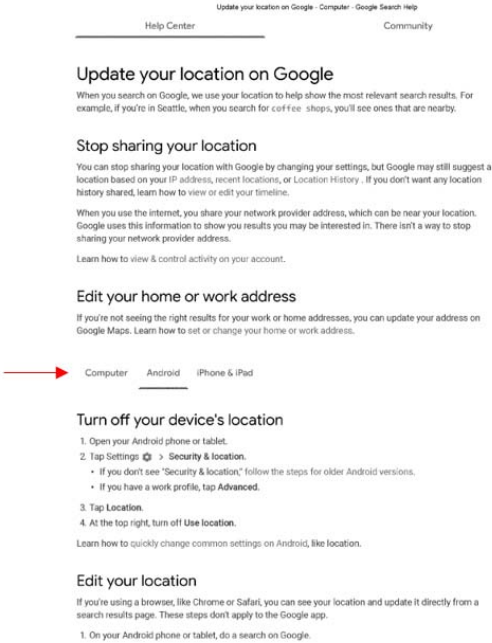 Update your location on Google - Computer - Google Search Help
Help Center Community
Update your location on Google
When you search on Google, we use your location to help show the most relevant search results. For
example, if you're in Seattle, when you search for coffee shops, you'll see ones that are nearby.
Stop sharing your location
You can stop sharing your location with Google by changing your settings, but Google may still suggest a
location based on your IP address, recent locations, or Location History . If you don't want any location
history shared, learn how to view or edit your timeline.
When you use the internet, you share your network provider address, which can be near your location.
Google uses this information to show you results you may be interested in. There isn't a way to stop
sharing your network provider address.
Learn how to view & control activity on your account.
Edit your home or work address
If you're not seeing the right results for your work or home addresses, you can update your address on
Google Maps. Learn how to set or change your home or work address.
Computer Android iPhone & iPad
Turn off your device's location
1. Open your Android phone or tablet.
2. Tap Settings > Security & location.
• If you don't see "Security & location," follow the steps for older Android versions.
• If you have a work profile, tap Advanced.
3. Tap Location.
4. At the top right, turn off Use location.
Learn how to quickly change common settings on Android, like location.
Edit your location
If you're using a browser, like Chrome or Safari, you can see your location and update it directly from a
search results page. These steps don't apply to the Google app.
1. On your Android phone or tablet, do a search on Google.